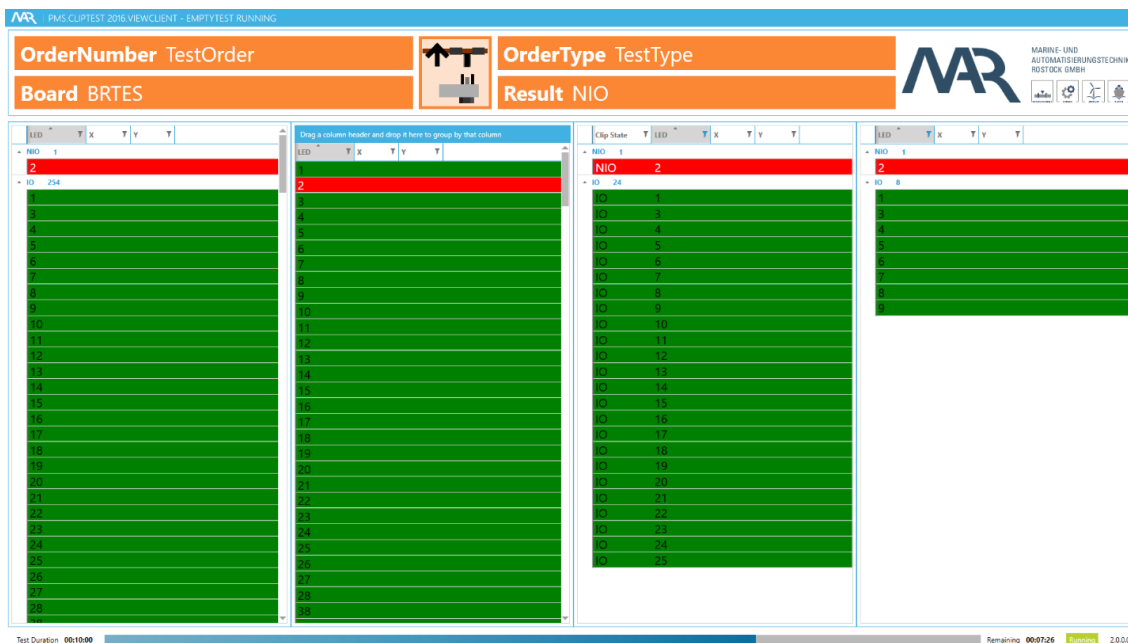 MAR PMS.CLIPTEST 2016.VIEWCLIENT - EMPTYTEST RUNNING
OrderNumber TestOrder
Board BRTES
OrderType TestType
Result NIO
MAR
MARINE- UND
AUTOMATISIERUNGSTECHNIK
ROSTOCK GMBH
LED X Y
NIO 1
2
IO 254
1
3
4
5
6
7
8
9
10
11
12
13
14
15
16
17
18
19
20
21
22
23
24
25
26
27
28
Drag a column header and drop it here to group by that column
LED X Y
1
2
3
4
5
6
7
8
9
10
11
12
13
14
15
16
17
18
19
20
21
22
23
24
25
26
27
28
38
Clip State LED X Y
NIO 1
NIO 2
IO 24
IO 1
IO 3
IO 4
IO 5
IO 6
IO 7
IO 8
IO 9
IO 10
IO 11
IO 12
IO 13
IO 14
IO 15
IO 16
IO 17
IO 18
IO 19
IO 20
IO 21
IO 22
IO 23
IO 24
IO 25
LED X Y
NIO 1
2
IO 8
1
3
4
5
6
7
8
9
Test Duration 00:10:00
Remaining 00:07:26 Running 2.0.0